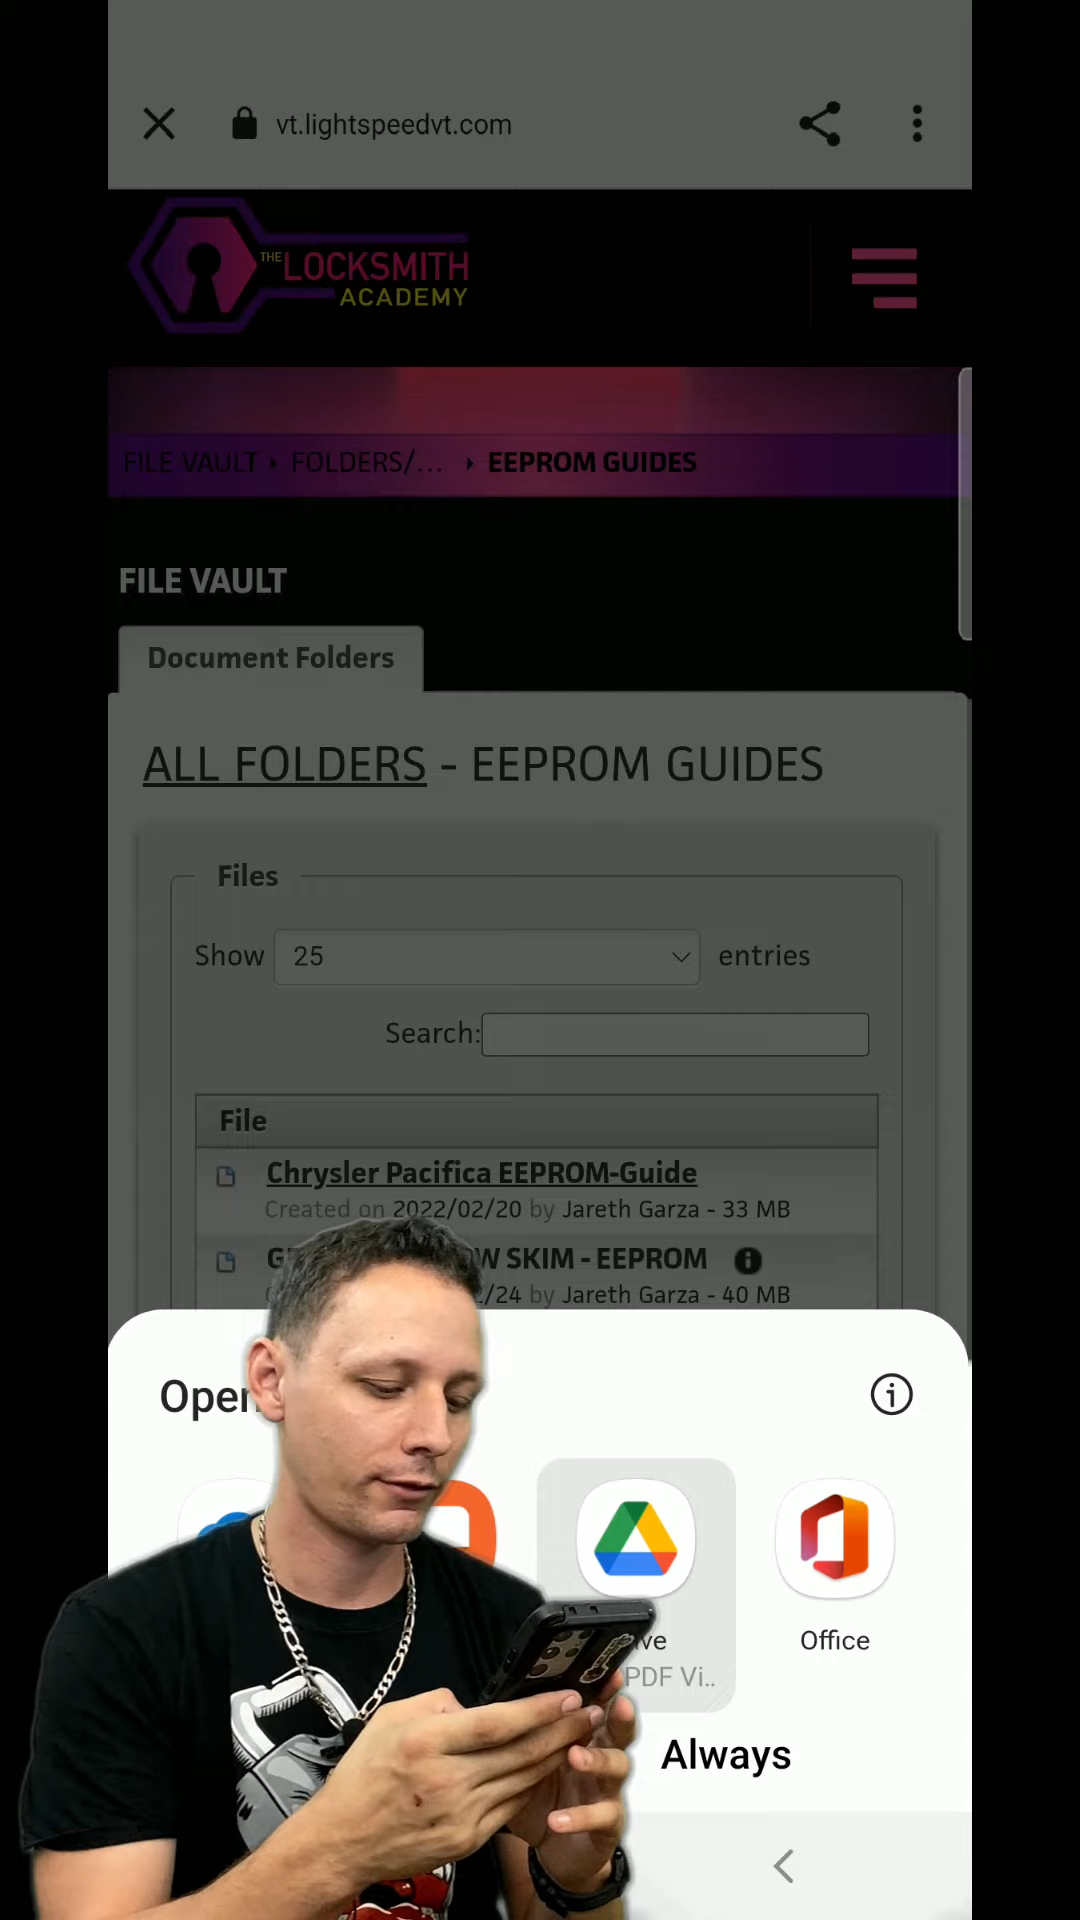 vt.lightspeedvt.com
THE LOCKSMITH
ACADEMY
FILE VAULT FOLDERS/... EEPROM GUIDES
FILE VAULT
Document Folders
ALL FOLDERS - EEPROM GUIDES
Files
Show 25 entries
Search:
File
Chrysler Pacifica EEPROM-Guide
Created on 2022/02/20 by Jareth Garza - 33 MB
SKIM - EEPROM
by Jareth Garza - 40 MB
Open
Office
PDF Vi..
Always